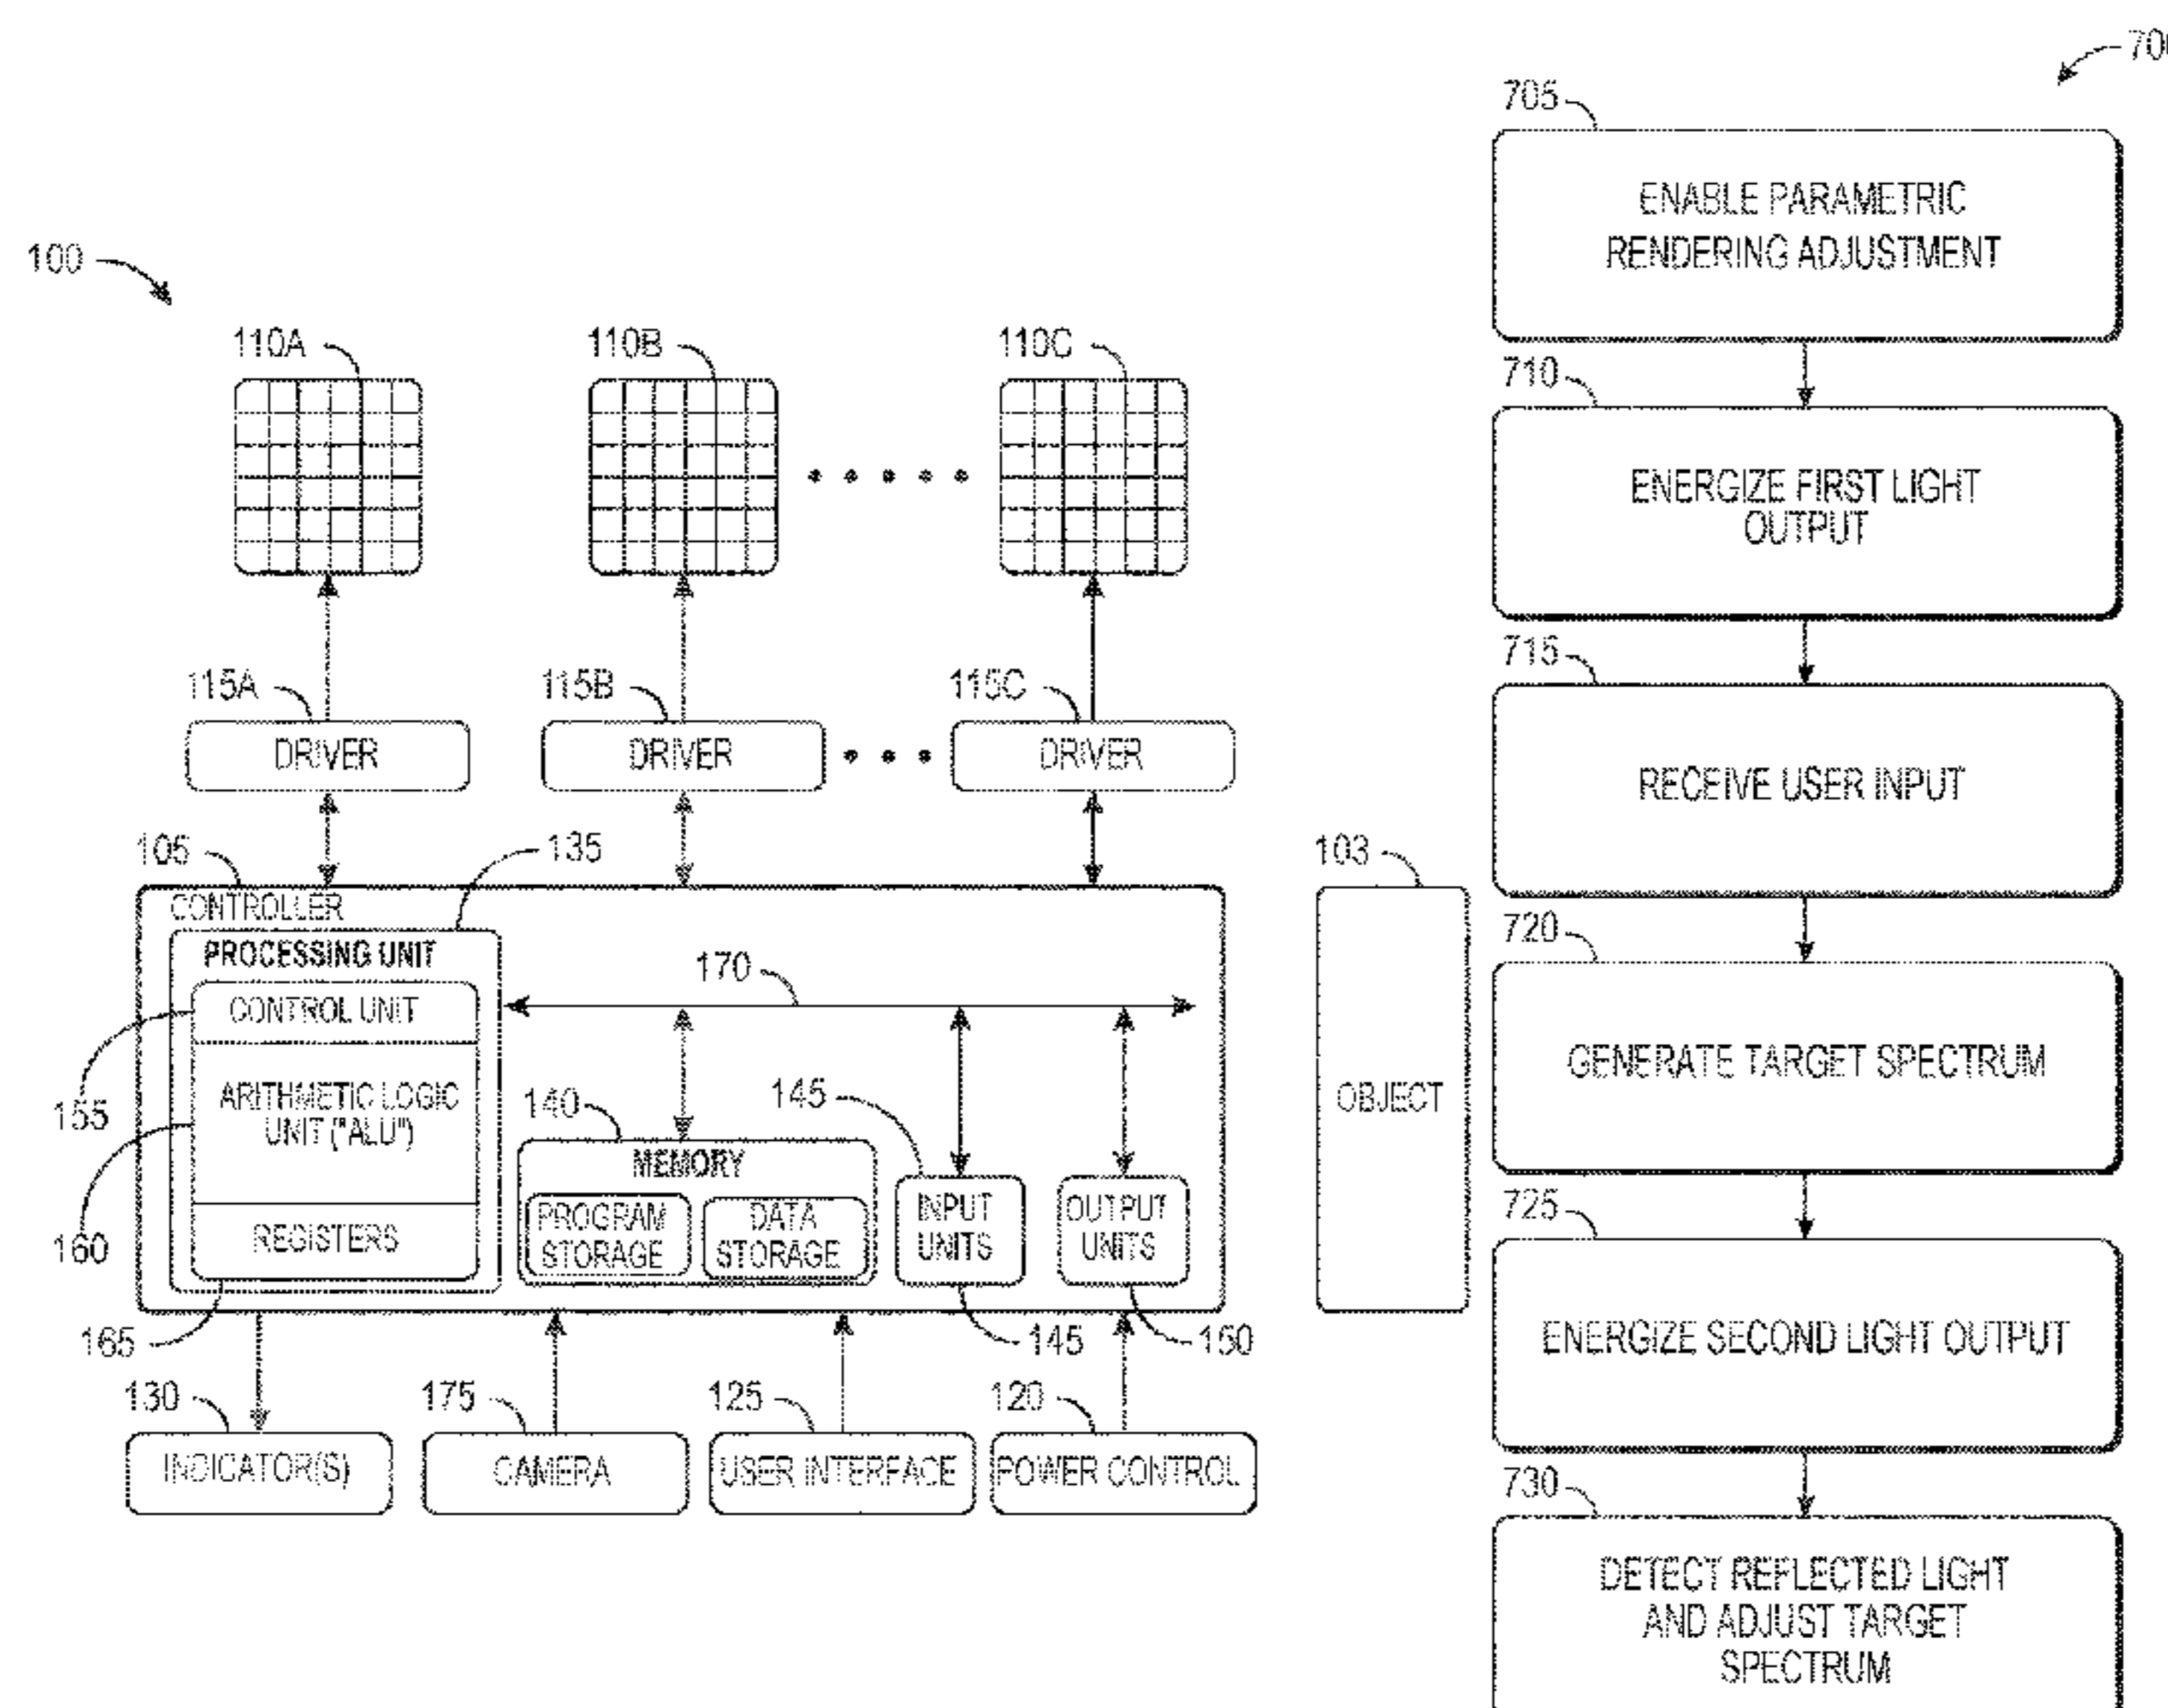 100
110A
110B
110C
115A
115B
115C
DRIVER
DRIVER
DRIVER
105
135
CONTROLLER
PROCESSING UNIT
CONTROL UNIT
ARITHMETIC LOGIC
UNIT ("ALU")
REGISTERS
155
160
165
170
140
145
MEMORY
PROGRAM
STORAGE
DATA
STORAGE
INPUT
UNITS
OUTPUT
UNITS
145
150
130
175
125
120
INDICATOR(S)
CAMERA
USER INTERFACE
POWER CONTROL
103
OBJECT
700
705
ENABLE PARAMETRIC
RENDERING ADJUSTMENT
710
ENERGIZE FIRST LIGHT
OUTPUT
715
RECEIVE USER INPUT
720
GENERATE TARGET SPECTRUM
725
ENERGIZE SECOND LIGHT OUTPUT
730
DETECT REFLECTED LIGHT
AND ADJUST TARGET
SPECTRUM